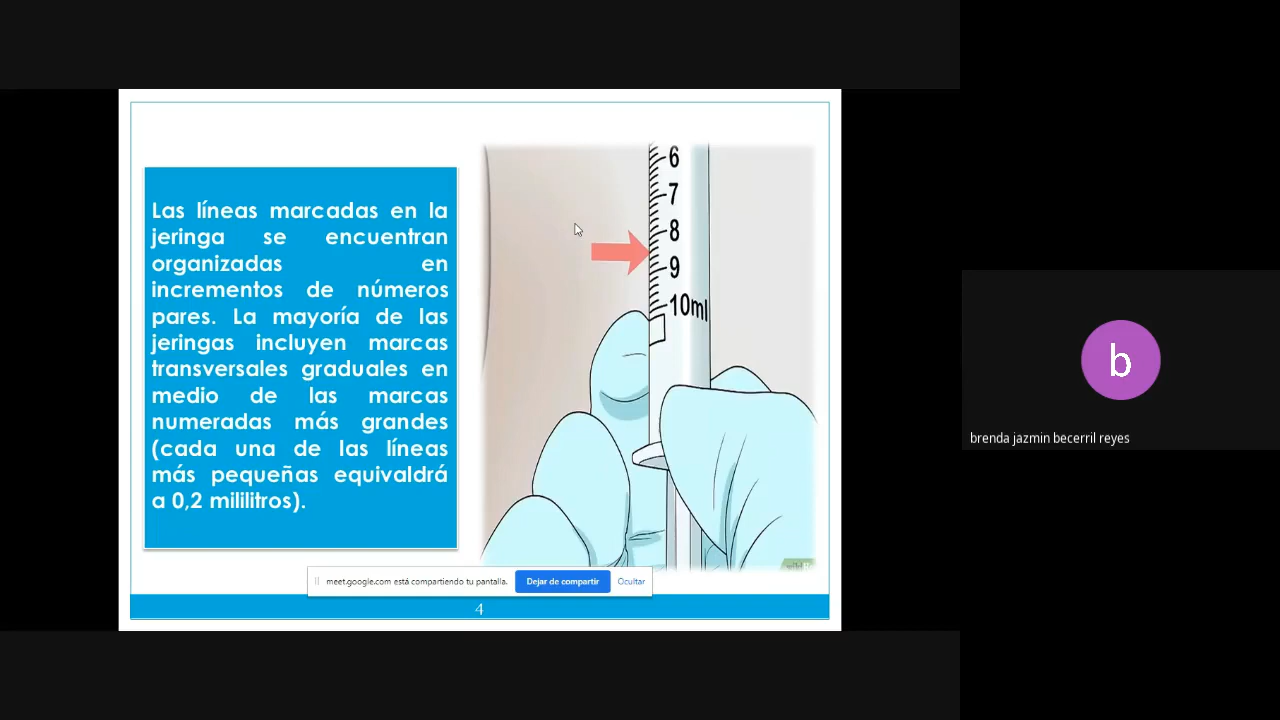 Las líneas marcadas en la
jeringa se encuentran
organizadas en
incrementos de números
pares. La mayoría de las
jeringas incluyen marcas
transversales graduales en
medio de las marcas
numeradas más grandes
(cada una de las líneas
más pequeñas equivaldrá
a 0,2 mililitros).
6
7
8
9
10ml
meet.google.com está compartiendo tu pantalla.
Dejar de compartir
Ocultar
4
b
brenda jazmin becerril reyes